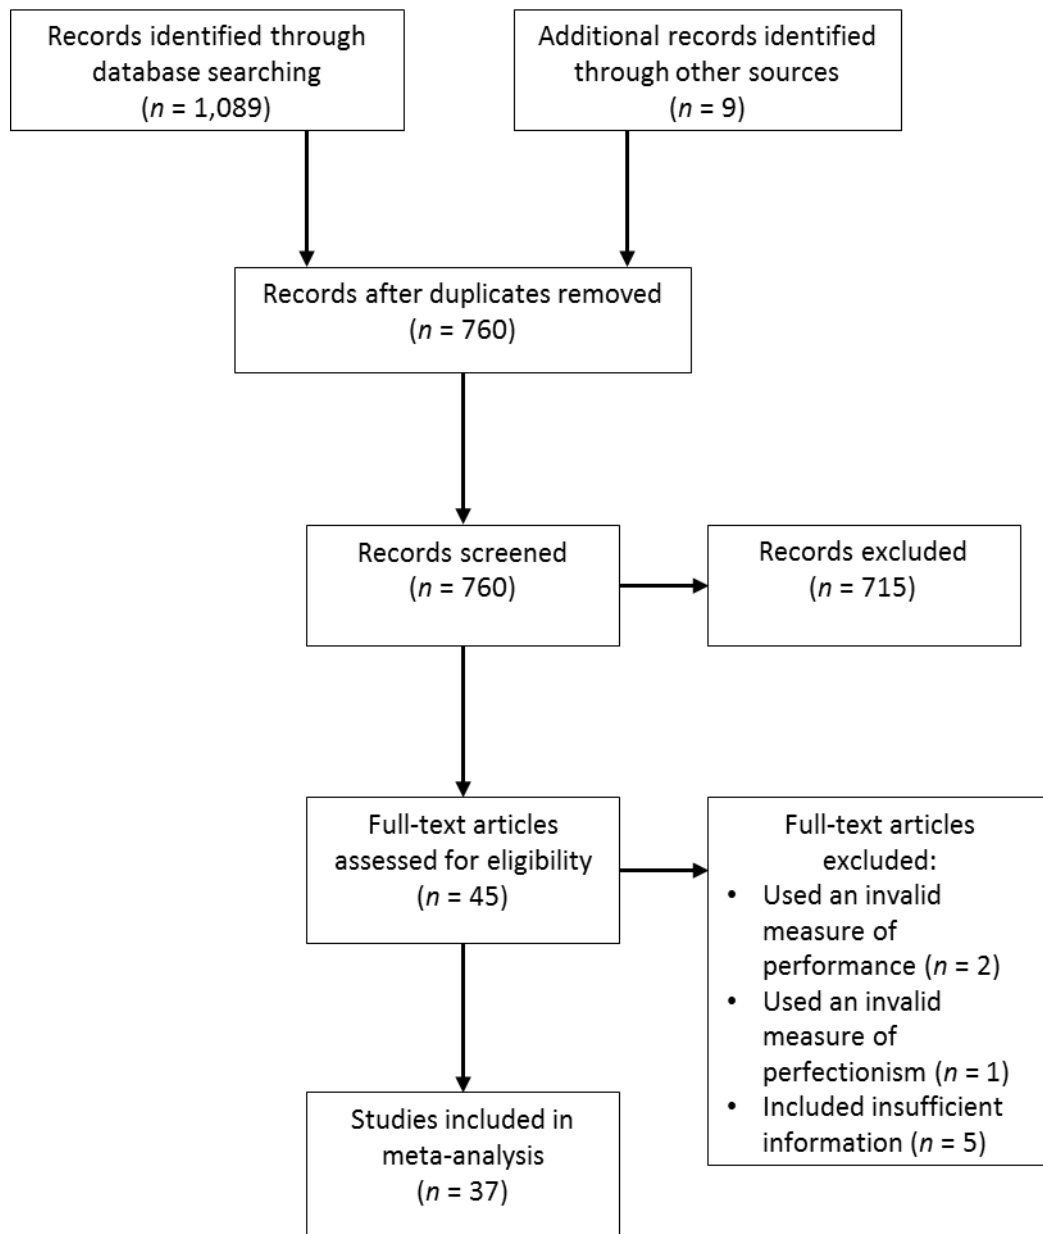 Records identified through
database searching
(n = 1,089)
Additional records identified
through other sources
(n = 9)
Records after duplicates removed
(n = 760)
Records screened
(n = 760)
Records excluded
(n = 715)
Full-text articles
assessed for eligibility
(n = 45)
Full-text articles
excluded:
• Used an invalid
measure of
performance (n = 2)
• Used an invalid
measure of
perfectionism (n = 1)
• Included insufficient
information (n = 5)
Studies included in
meta-analysis
(n = 37)